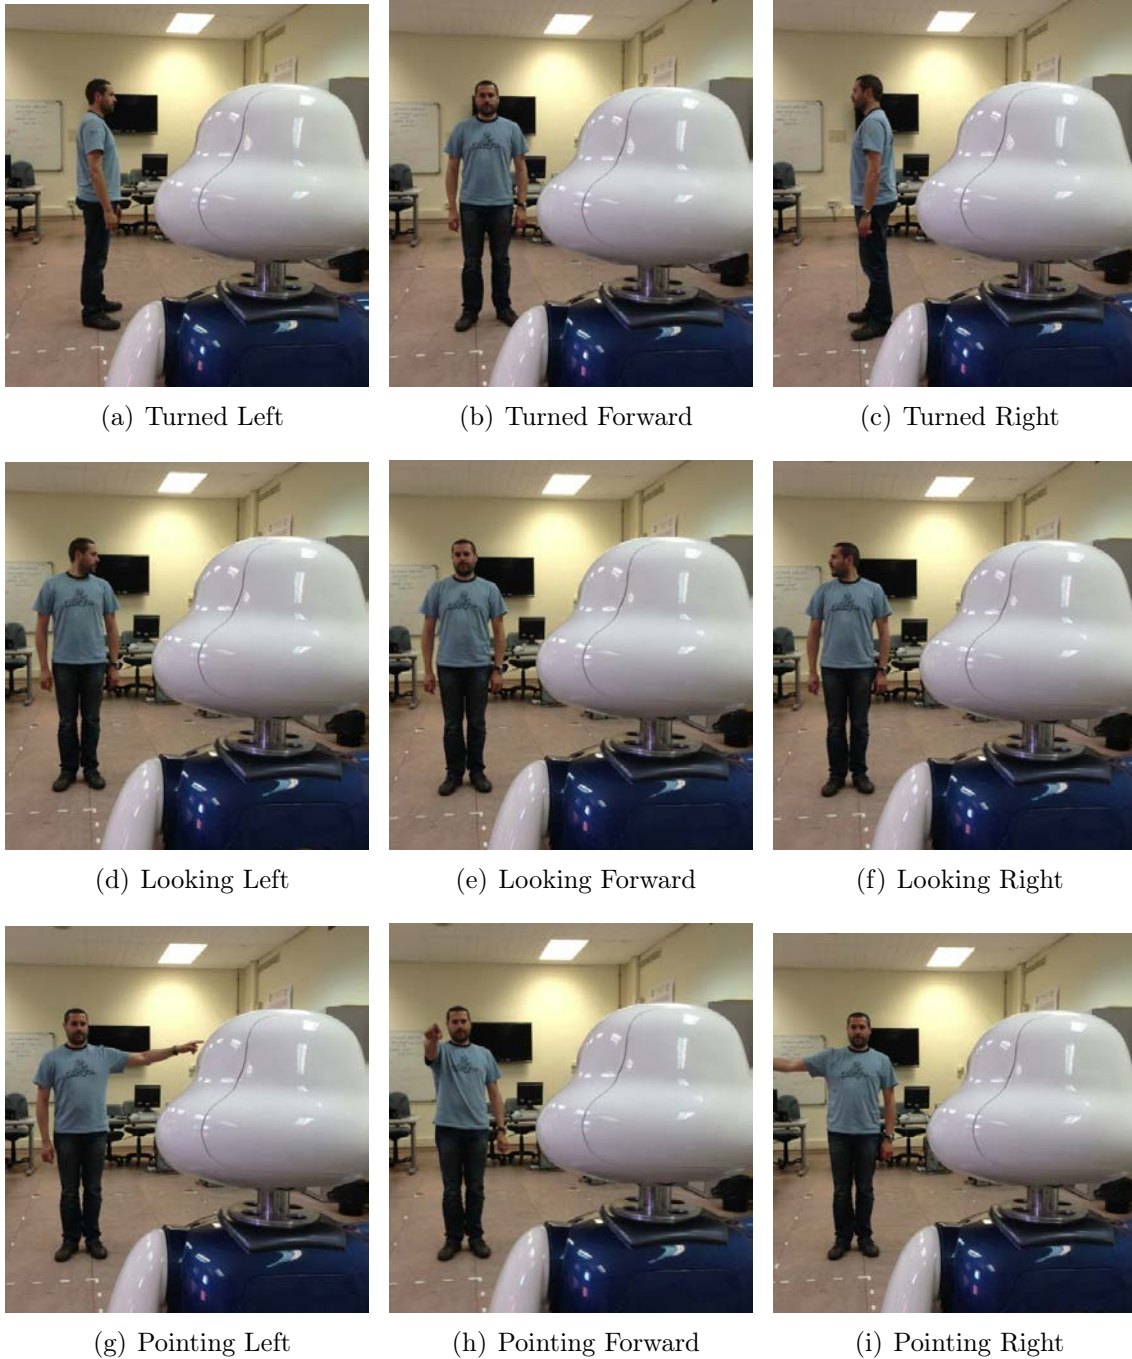 (a) Turned Left
(b) Turned Forward
(c) Turned Right
(d) Looking Left
(e) Looking Forward
(f) Looking Right
(g) Pointing Left
(h) Pointing Forward
(i) Pointing Right